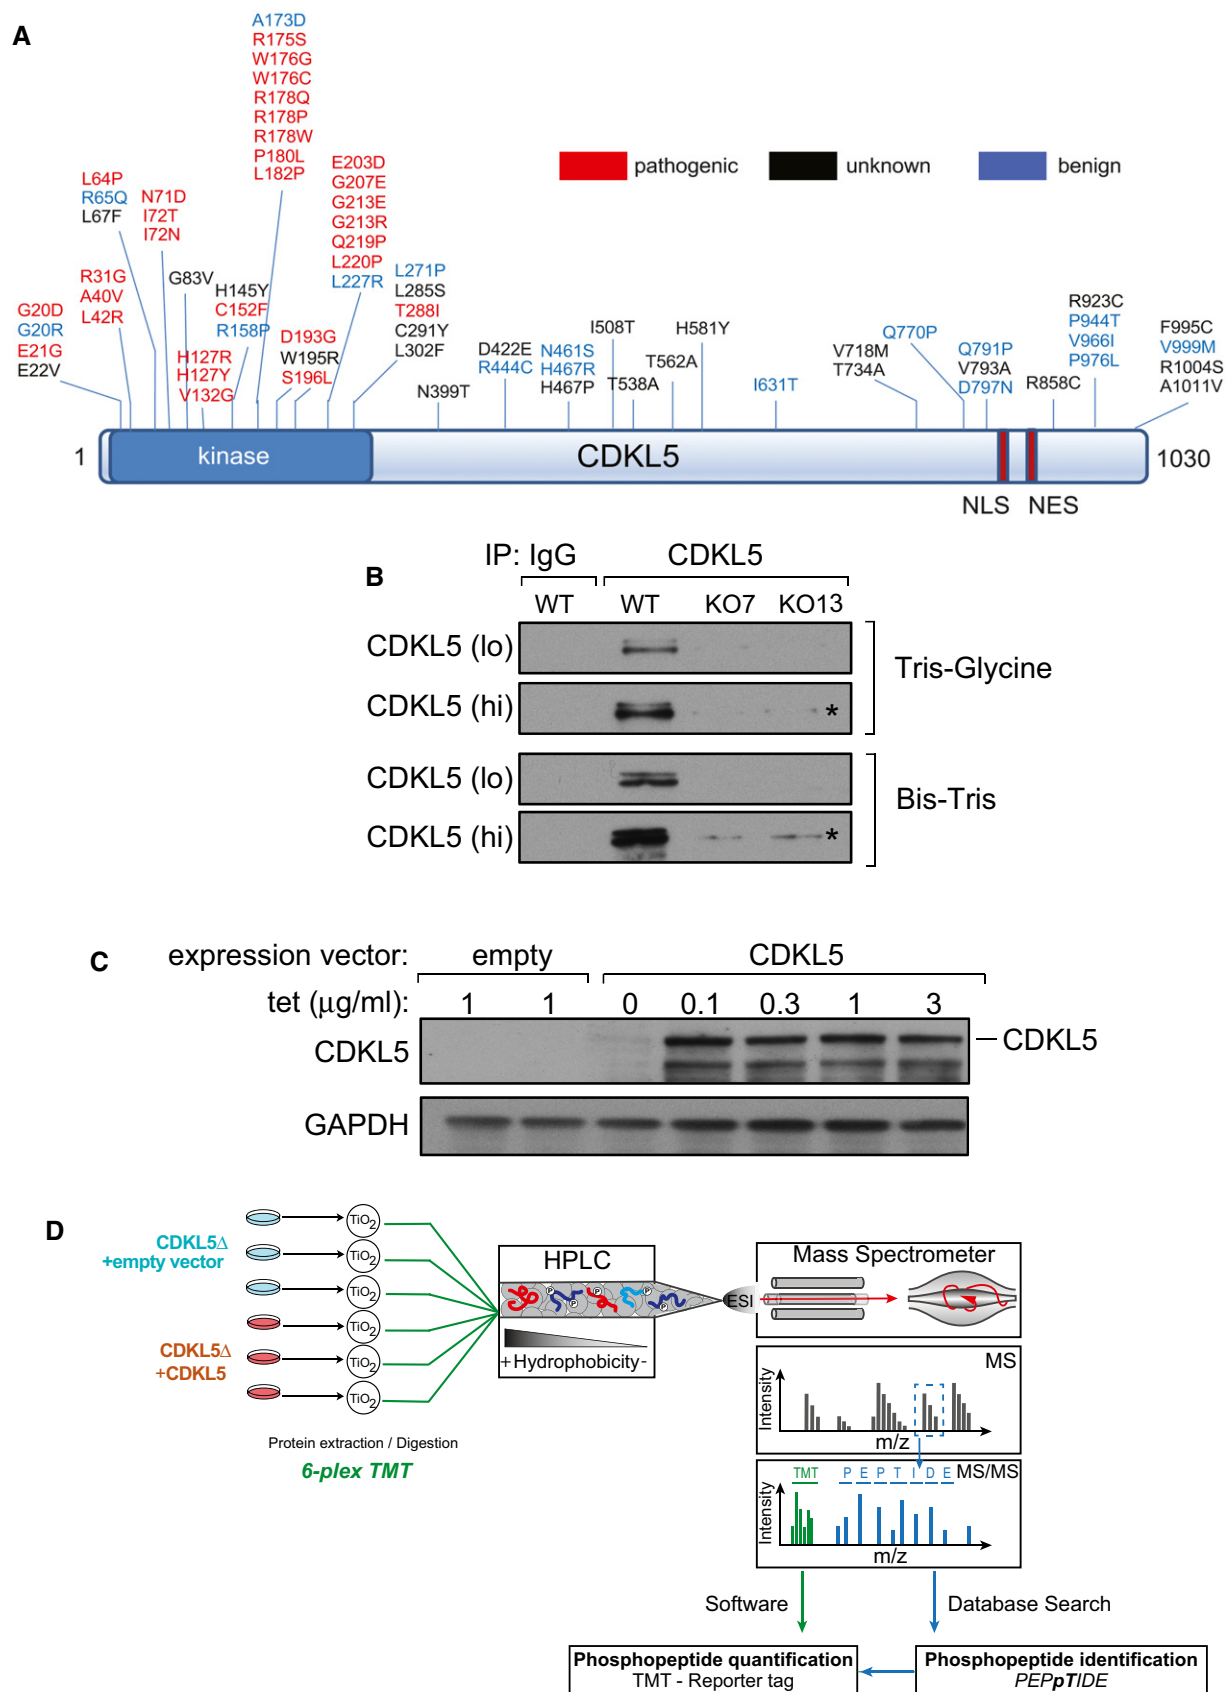 A
A173D
R175S
W176G
W176C
R178Q
R178P
R178W
P180L
L182P
pathogenic
unknown
benign
L64P
R65Q
L67F
N71D
I72T
I72N
E203D
G207E
G213E
G213R
Q219P
L220P
L227R
R31G
A40V
L42R
G83V
H145Y
C152F
R158P
L271P
L285S
T288I
C291Y
L302F
G20D
G20R
E21G
E22V
H127R
H127Y
V132G
D193G
W195R
S196L
N399T
D422E
R444C
N461S
H467R
H467P
I508T
T538A
T562A
H581Y
I631T
V718M
T734A
Q770P
Q791P
V793A
D797N
R858C
R923C
P944T
V966I
P976L
F995C
V999M
R1004S
A1011V
1
kinase
CDKL5
1030
NLS NES
B
IP: IgG CDKL5
WT WT KO7 KO13
CDKL5 (lo)
CDKL5 (hi) *
Tris-Glycine
CDKL5 (lo)
CDKL5 (hi) *
Bis-Tris
C
expression vector: empty CDKL5
tet (μg/ml): 1 1 0 0.1 0.3 1 3
CDKL5
CDKL5
GAPDH
D
CDKL5Δ
+empty vector
CDKL5Δ
+CDKL5
TiO2
TiO2
TiO2
TiO2
TiO2
TiO2
Protein extraction / Digestion
6-plex TMT
HPLC
P P P P
+Hydrophobicity-
ESI
Mass Spectrometer
MS
Intensity
m/z
TMT P E P T I D E MS/MS
Intensity
m/z
Software
Database Search
Phosphopeptide quantification
TMT - Reporter tag
Phosphopeptide identification
PEPpTIDE